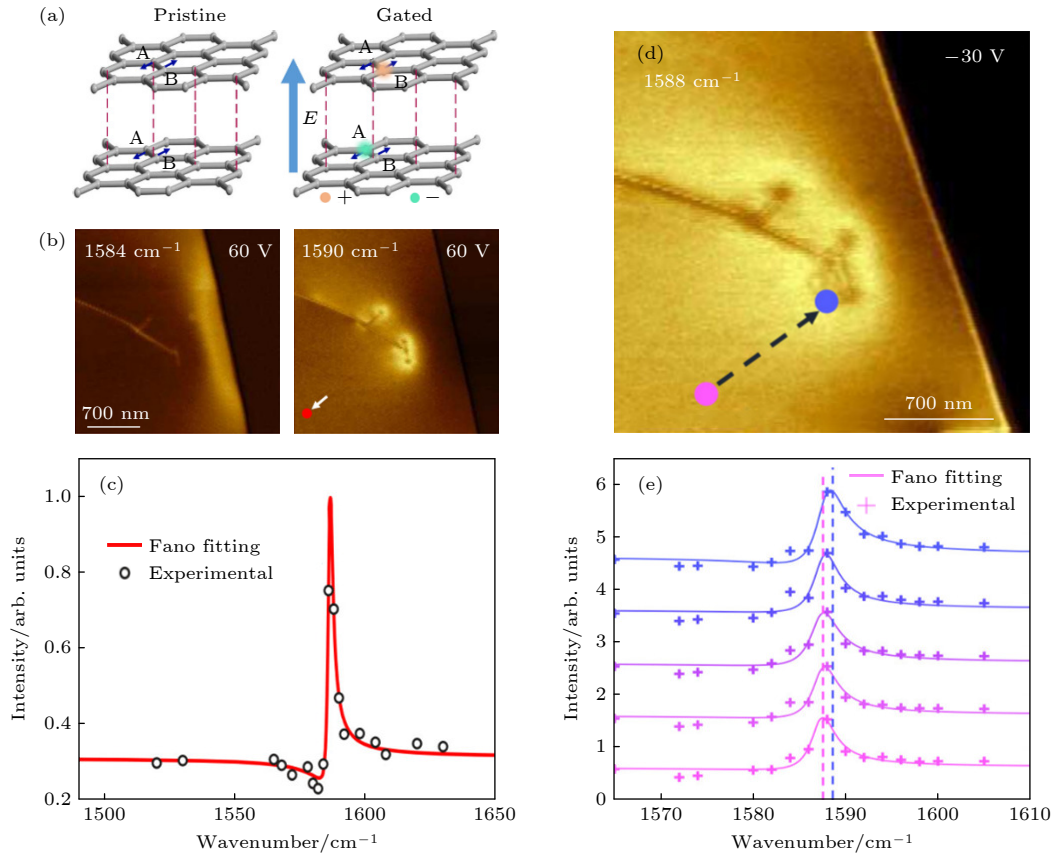 (a)
Pristine
Gated
A
B
A
B
E
A
B
A
B
+
−
(b)
1584 cm⁻¹
60 V
700 nm
1590 cm⁻¹
60 V
(c)
Fano fitting
Experimental
Intensity/arb. units
1.0
0.8
0.6
0.4
0.2
1500
1550
1600
1650
Wavenumber/cm⁻¹
(d)
−30 V
1588 cm⁻¹
700 nm
(e)
Fano fitting
Experimental
Intensity/arb. units
6
5
4
3
2
1
0
1570
1580
1590
1600
1610
Wavenumber/cm⁻¹